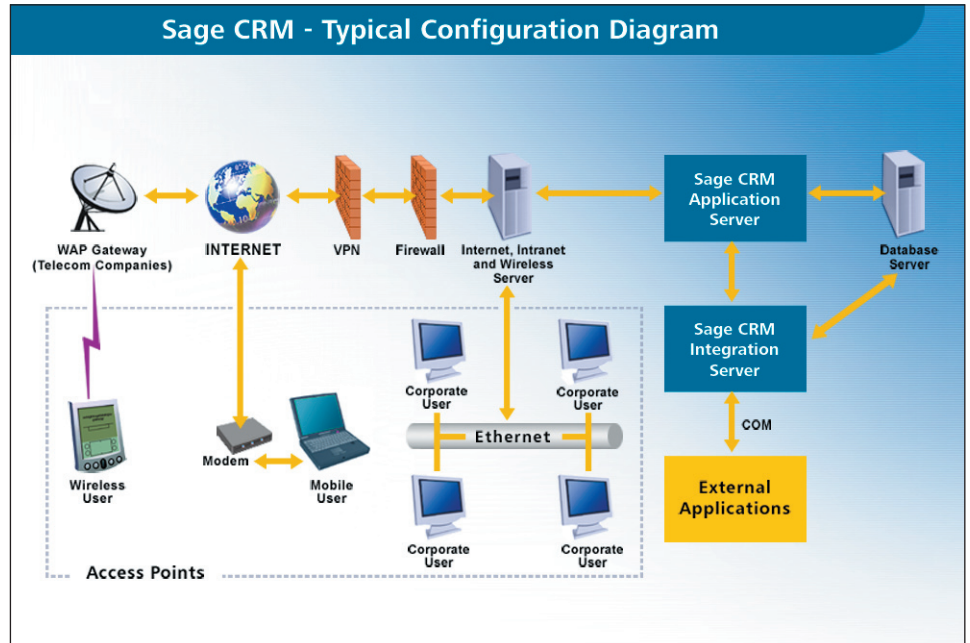 Sage CRM - Typical Configuration Diagram
WAP Gateway
(Telecom Companies)
INTERNET
VPN
Firewall
Internet, Intranet
and Wireless
Server
Sage CRM
Application
Server
Database
Server
Sage CRM
Integration
Server
COM
External
Applications
Corporate
User
Corporate
User
Ethernet
Corporate
User
Corporate
User
Wireless
User
Modem
Mobile
User
Access Points